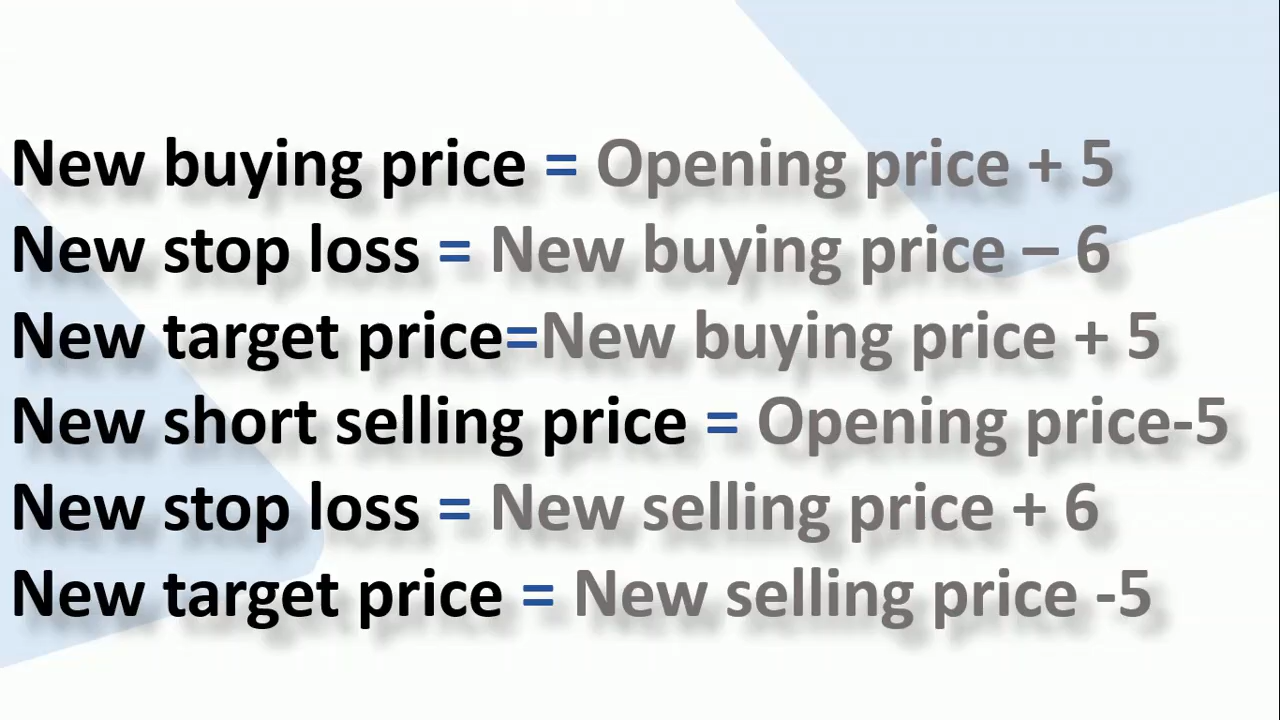 New buying price = Opening price + 5
New stop loss = New buying price – 6
New target price=New buying price + 5
New short selling price = Opening price-5
New stop loss = New selling price + 6
New target price = New selling price -5